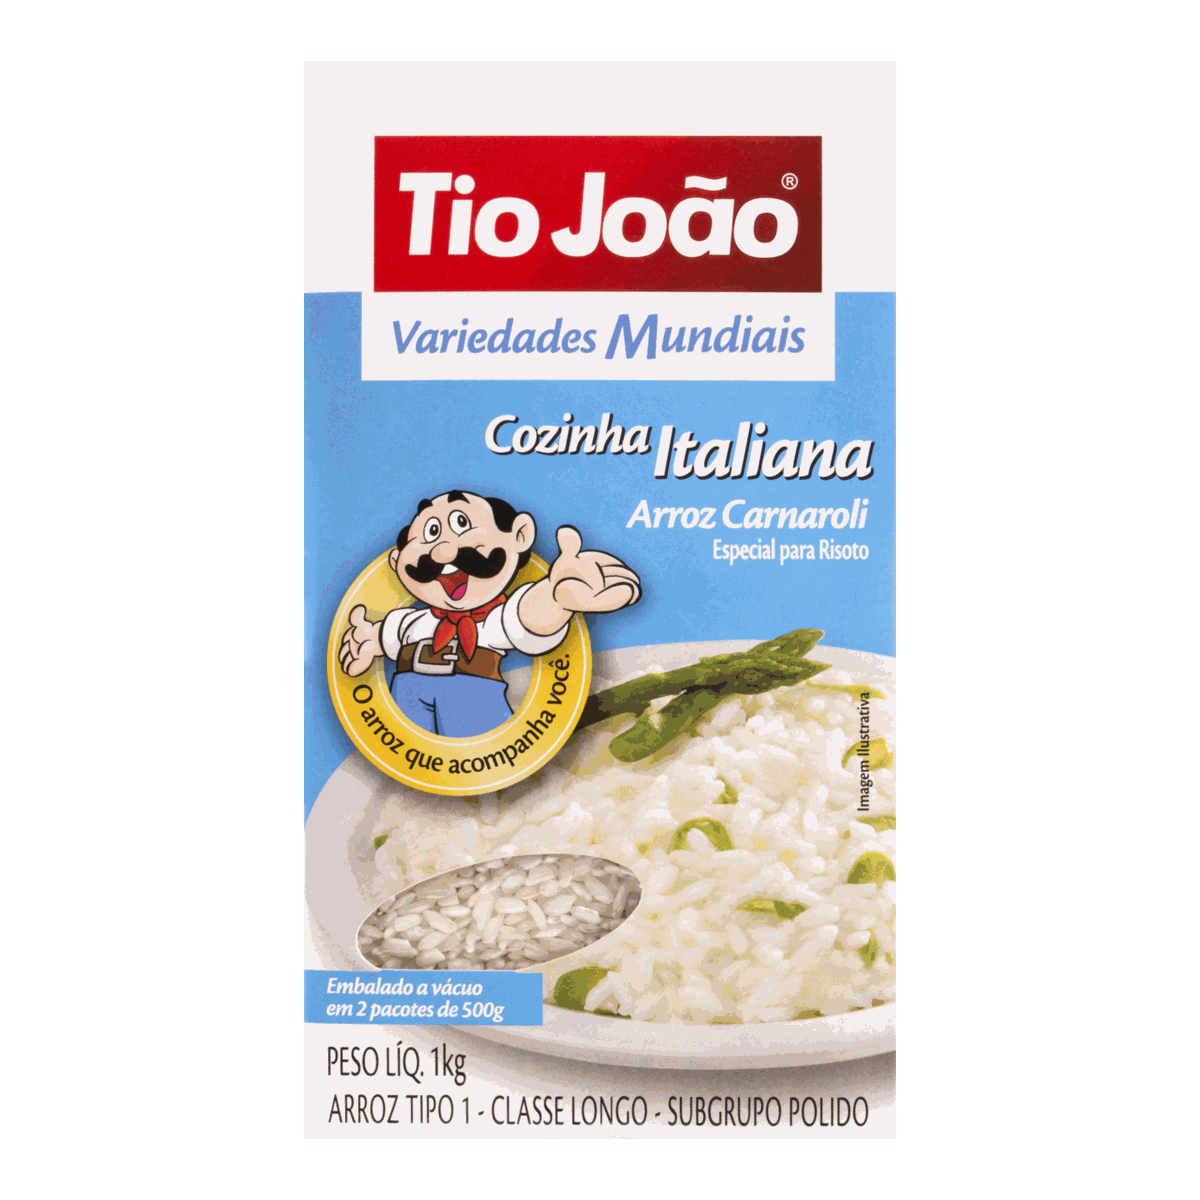 Tio João®
Variedades Mundiais
Cozinha Italiana
Arroz Carnaroli
Especial para Risoto
O arroz que acompanha você.
Imagem Ilustrativa
Embalado a vácuo
em 2 pacotes de 500g
PESO LÍQ. 1kg
ARROZ TIPO 1 - CLASSE LONGO - SUBGRUPO POLIDO